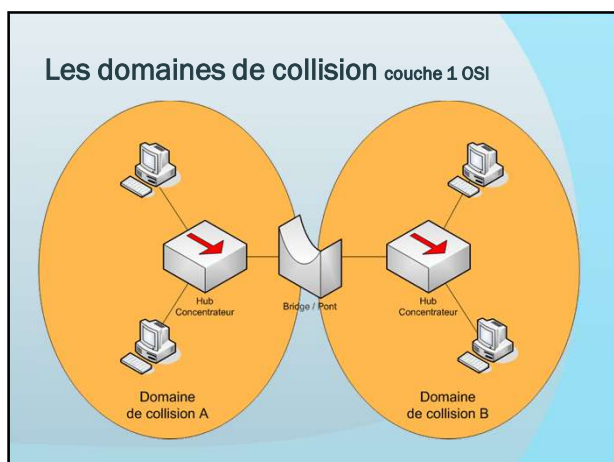 Les domaines de collision couche 1 OSI
Hub
Concentrateur
Bridge / Pont
Hub
Concentrateur
Domaine
de collision A
Domaine
de collision B